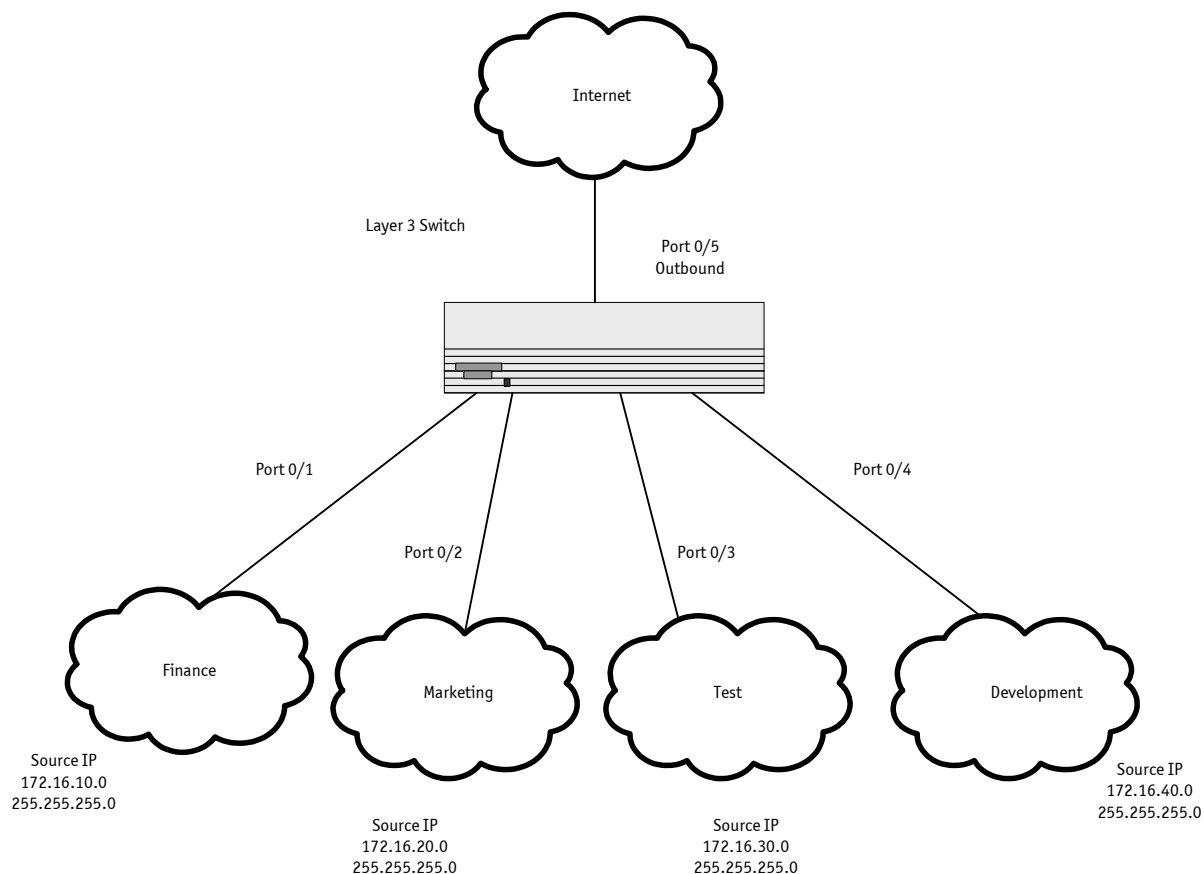 Internet
Layer 3 Switch
Port 0/5
Outbound
Port 0/1
Port 0/4
Port 0/2
Port 0/3
Finance
Marketing
Test
Development
Source IP
172.16.10.0
255.255.255.0
Source IP
172.16.20.0
255.255.255.0
Source IP
172.16.30.0
255.255.255.0
Source IP
172.16.40.0
255.255.255.0